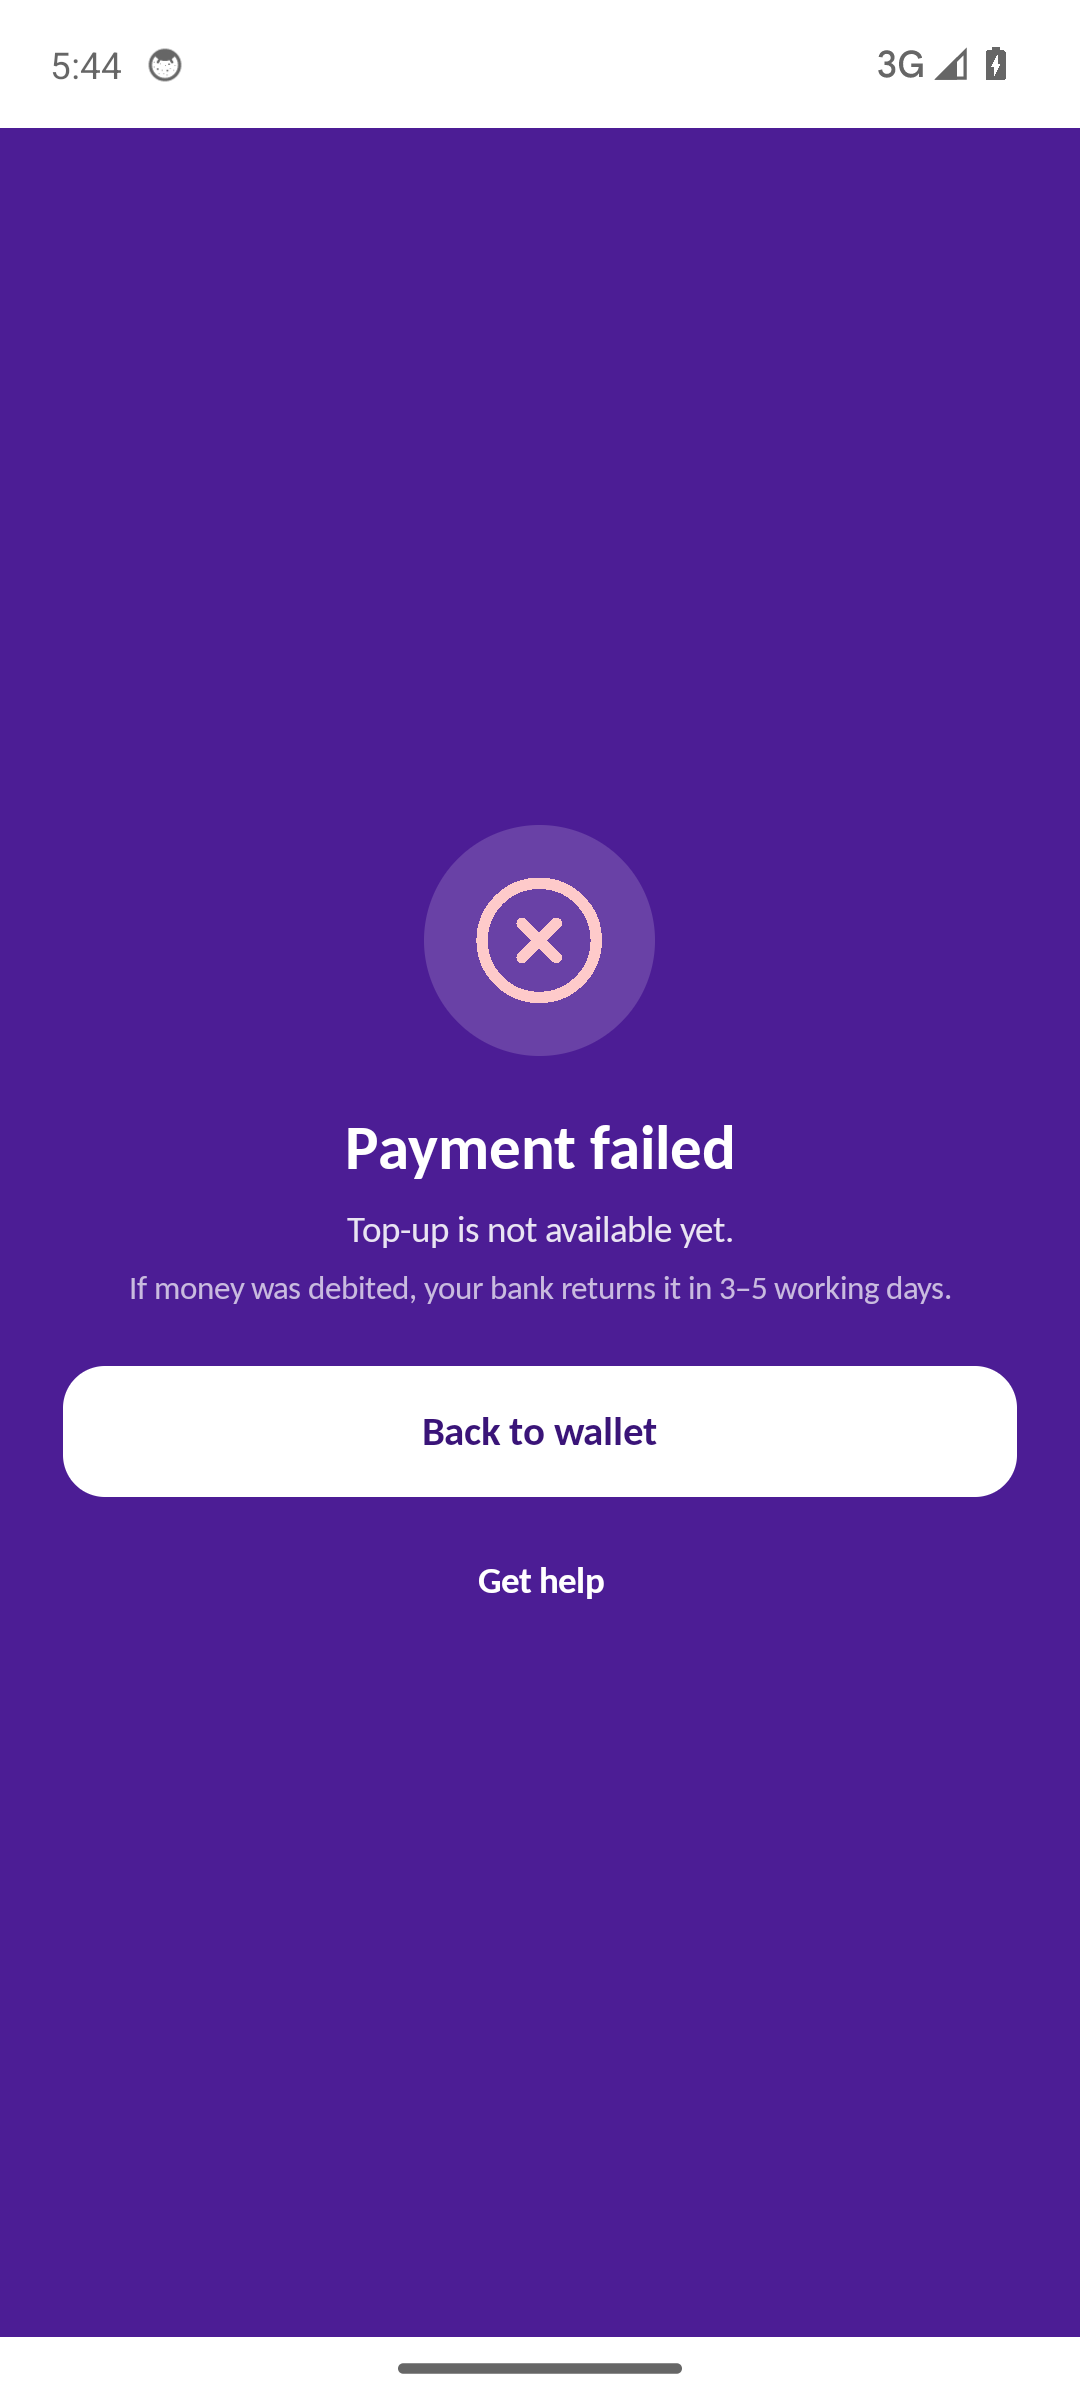 5:44
3G
Payment failed
Top-up is not available yet.
If money was debited, your bank returns it in 3–5 working days.
Back to wallet
Get help